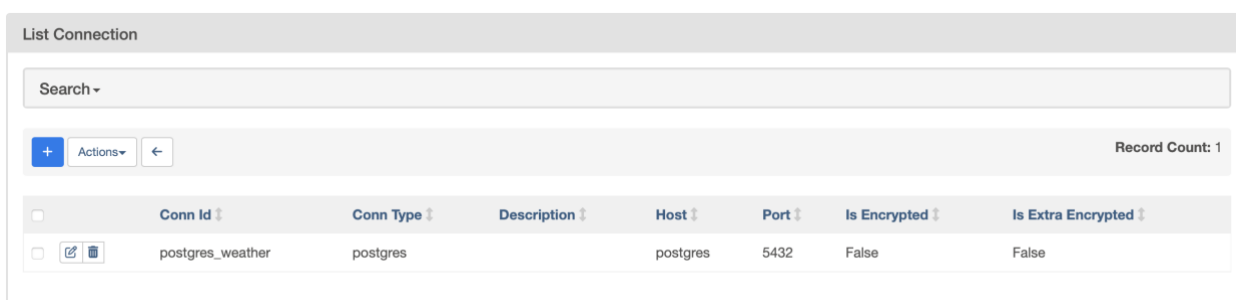 List Connection
Search
Actions
Record Count: 1
Conn Id Conn Type Description Host Port Is Encrypted Is Extra Encrypted
postgres_weather postgres postgres 5432 False False